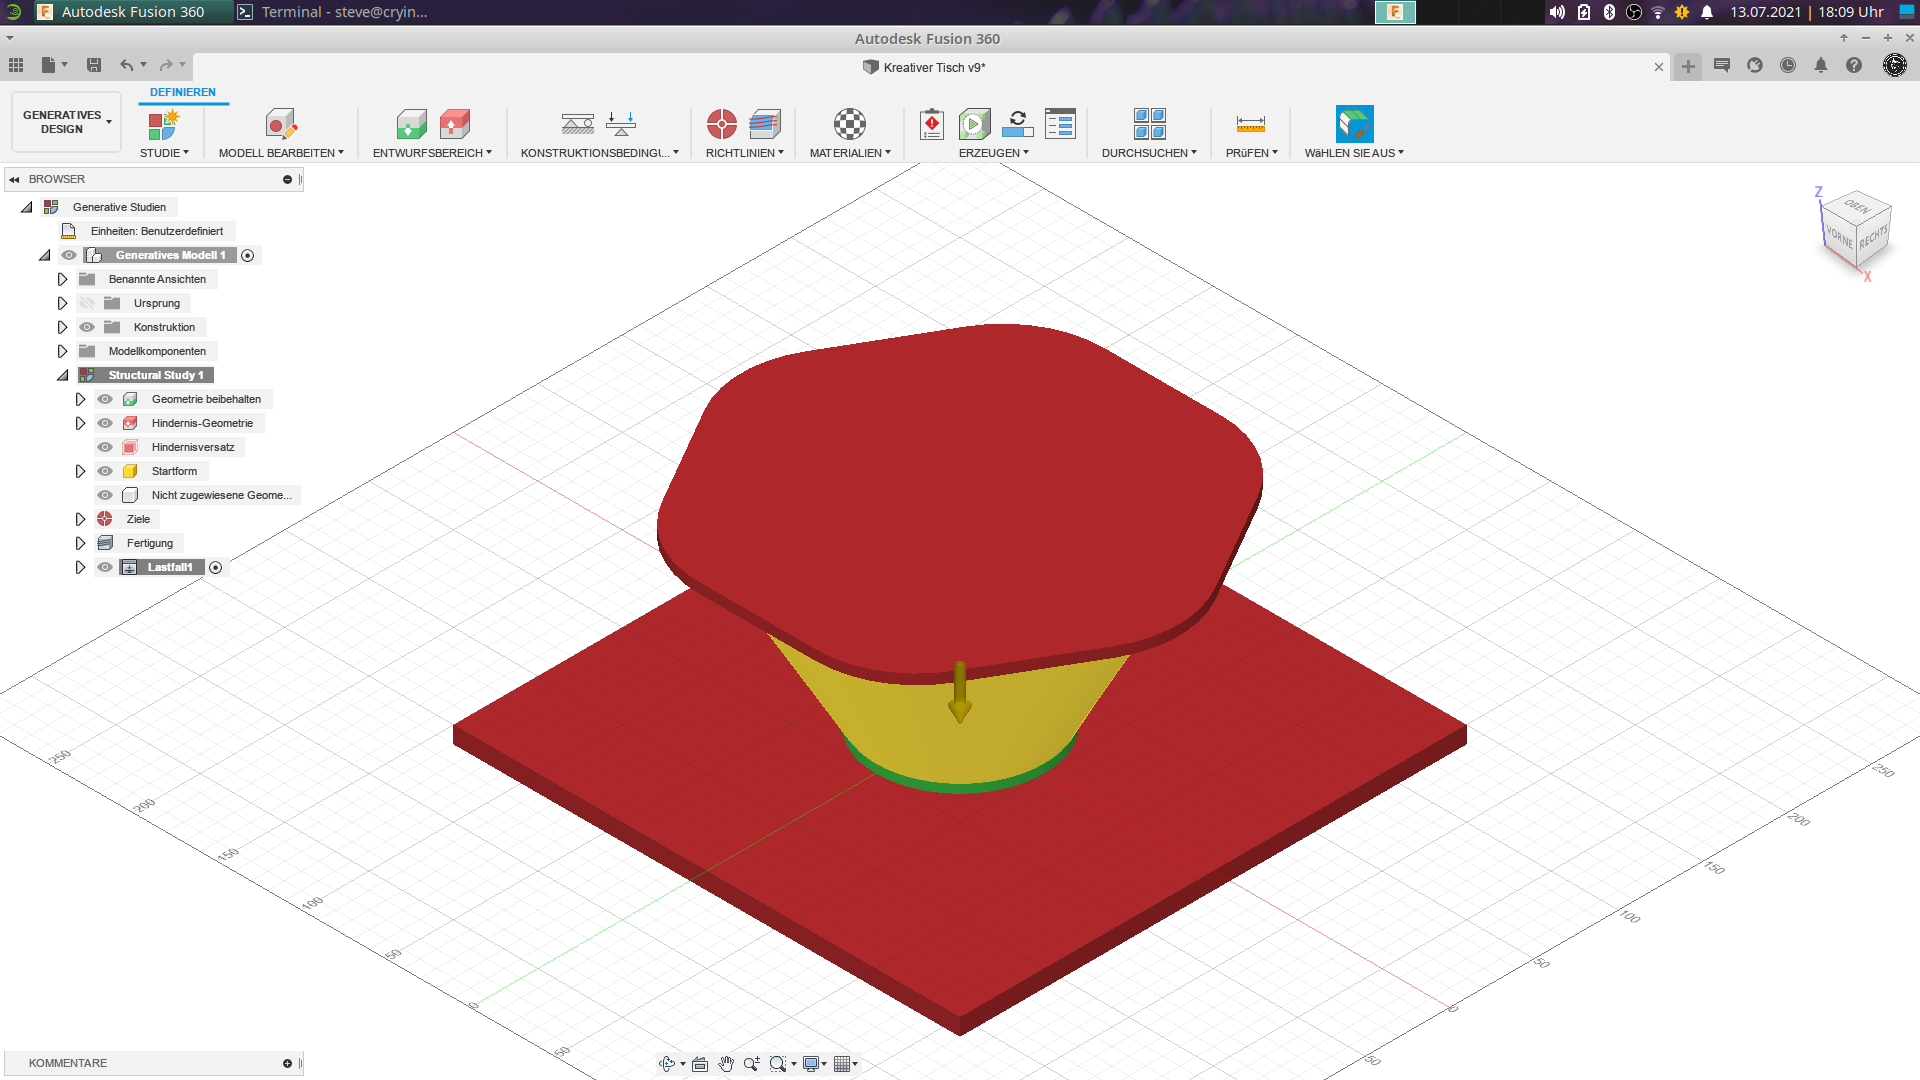 Autodesk Fusion 360
Terminal - steve@cryin...
13.07.2021 | 18:09 Uhr
Autodesk Fusion 360
Kreativer Tisch v9*
DEFINIEREN
GENERATIVES
DESIGN
STUDIE
MODELL BEARBEITEN
ENTWURFSBEREICH
KONSTRUKTIONSBEDINGU...
RICHTLINIEN
MATERIALIEN
ERZEUGEN
DURCHSUCHEN
PRüFEN
WäHLEN SIE AUS
BROWSER
Generative Studien
Einheiten: Benutzerdefiniert
Generatives Modell 1
Benannte Ansichten
Ursprung
Konstruktion
Modellkomponenten
Structural Study 1
Geometrie beibehalten
Hindernis-Geometrie
Hindernisversatz
Startform
Nicht zugewiesene Geome...
Ziele
Fertigung
Lastfall1
Z
OBEN
VORNE
RECHTS
X
250
200
150
100
50
0
50
250
200
150
100
50
0
50
KOMMENTARE